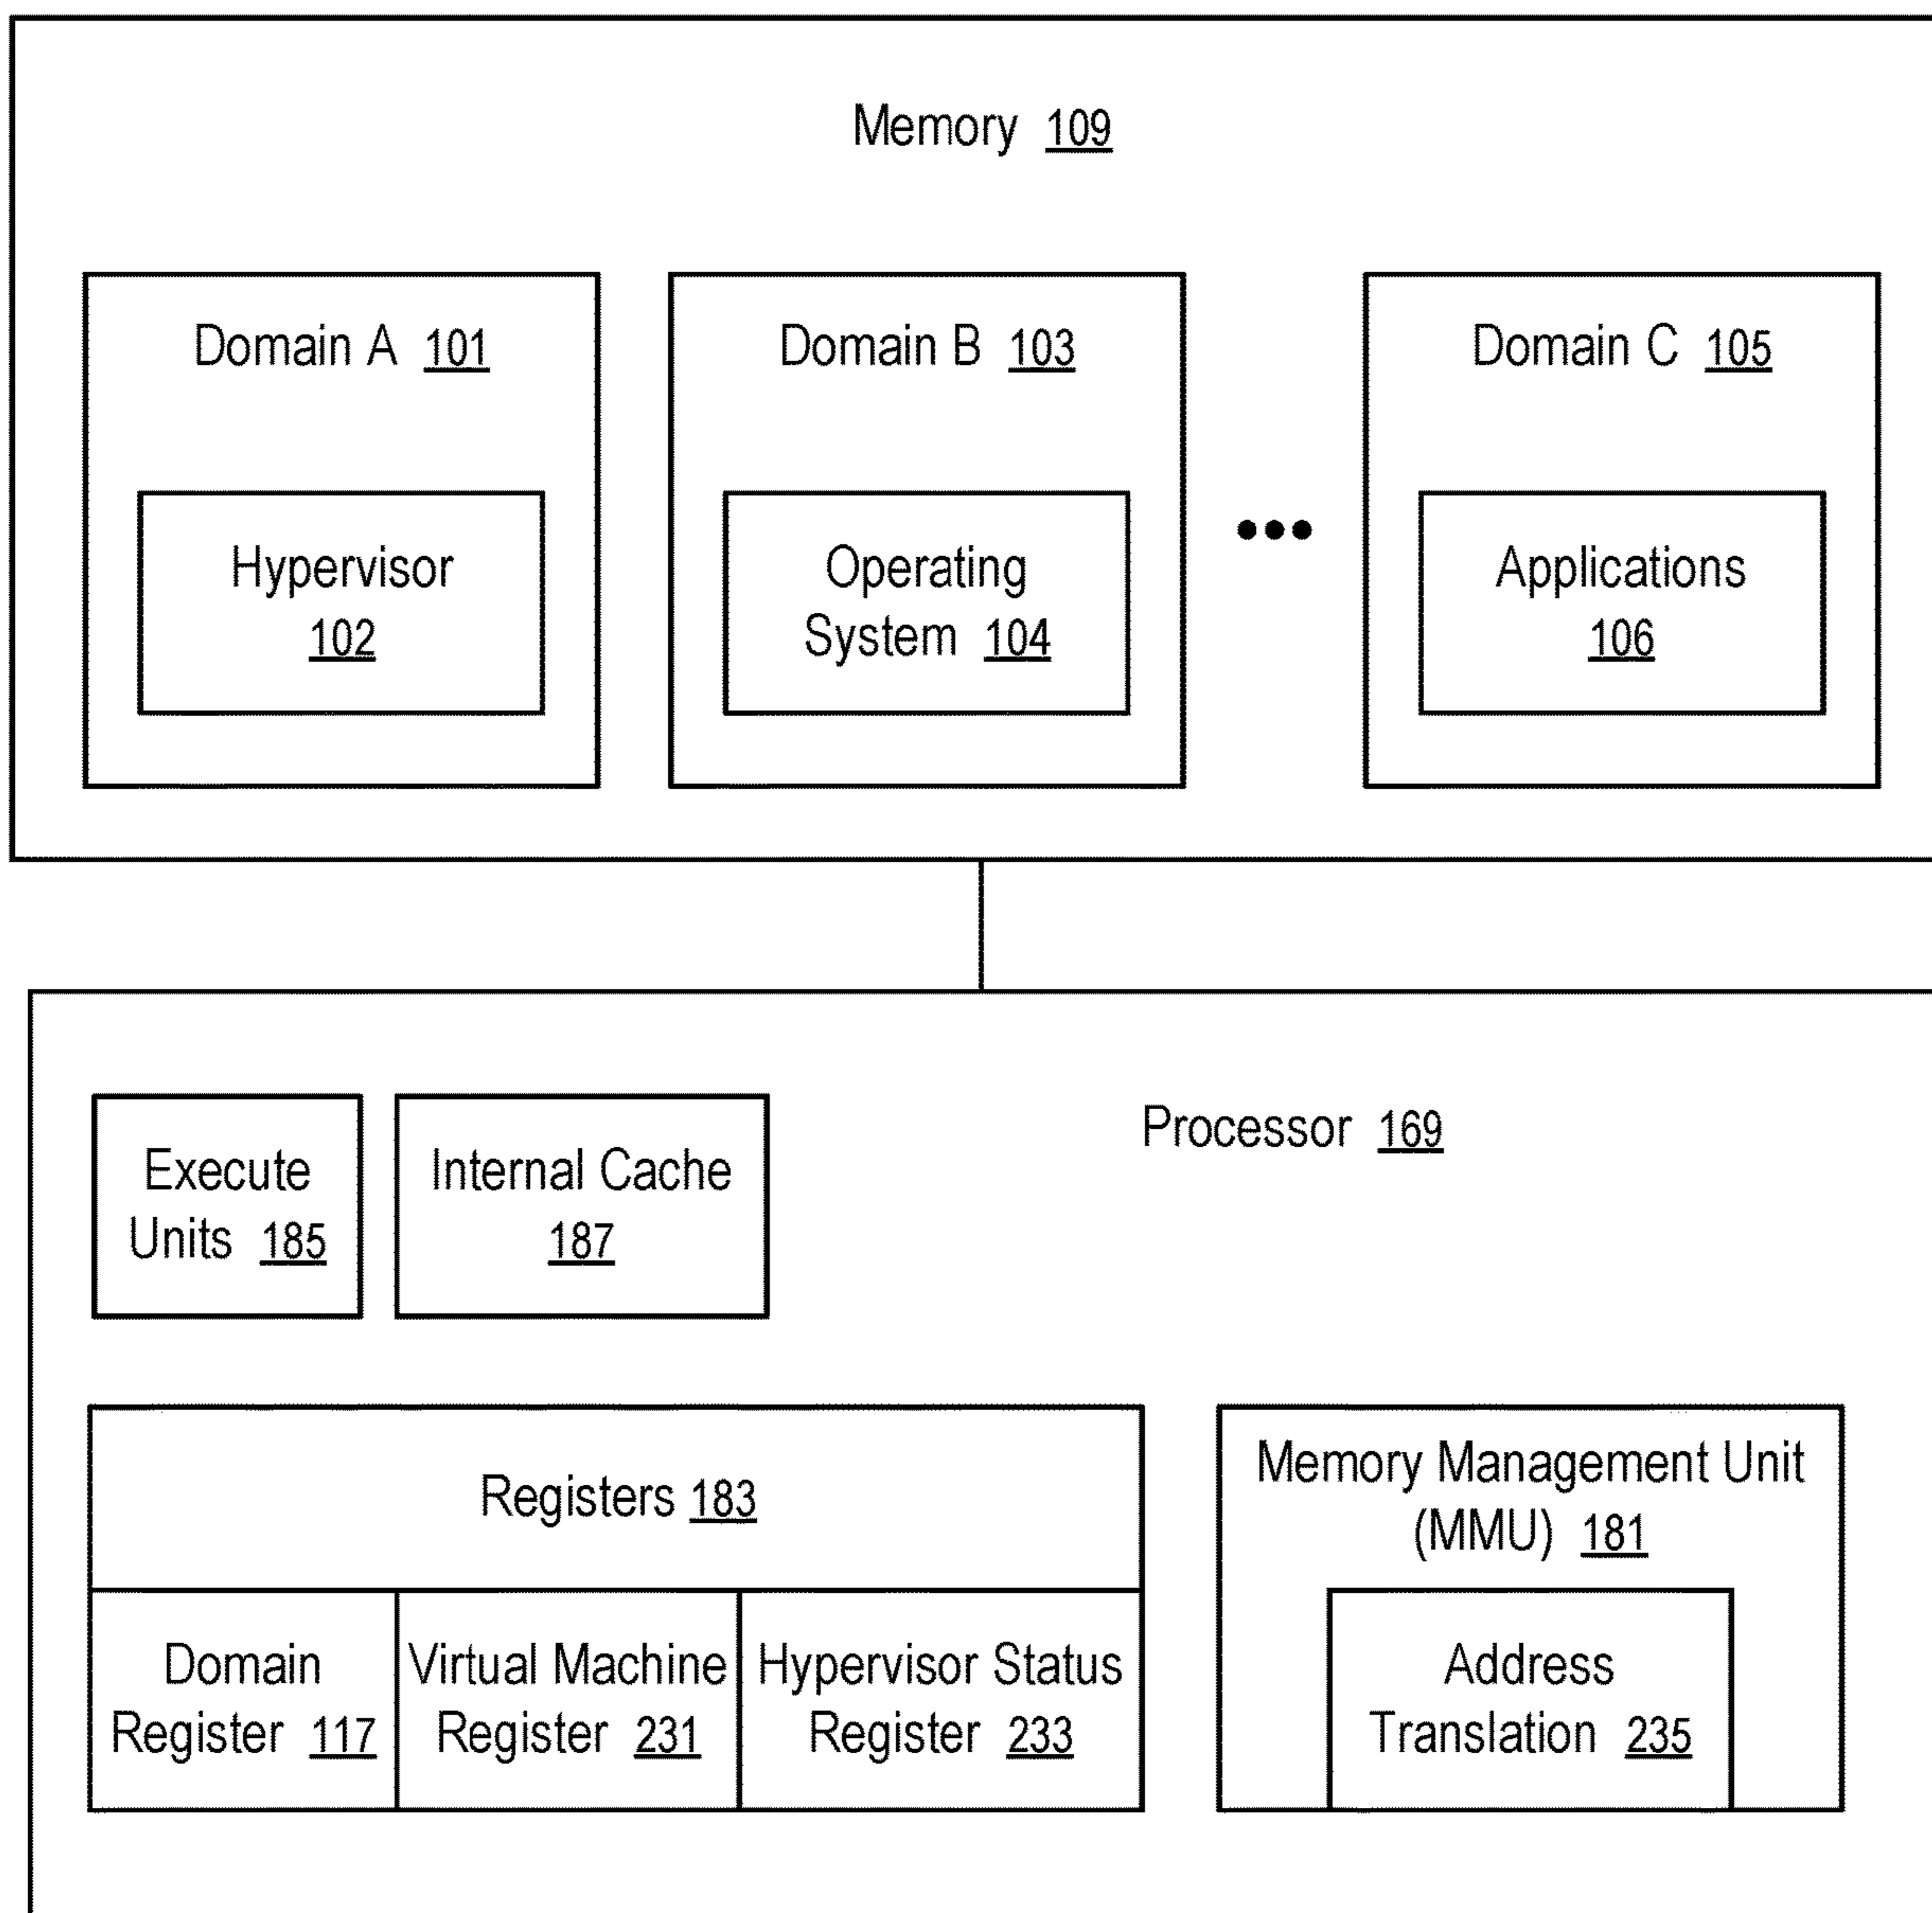 Memory 109
Domain A 101
Hypervisor
102
Domain B 103
Operating
System 104
Domain C 105
Applications
106
Processor 169
Execute
Units 185
Internal Cache
187
Registers 183
Domain
Register 117
Virtual Machine
Register 231
Hypervisor Status
Register 233
Memory Management Unit
(MMU) 181
Address
Translation 235